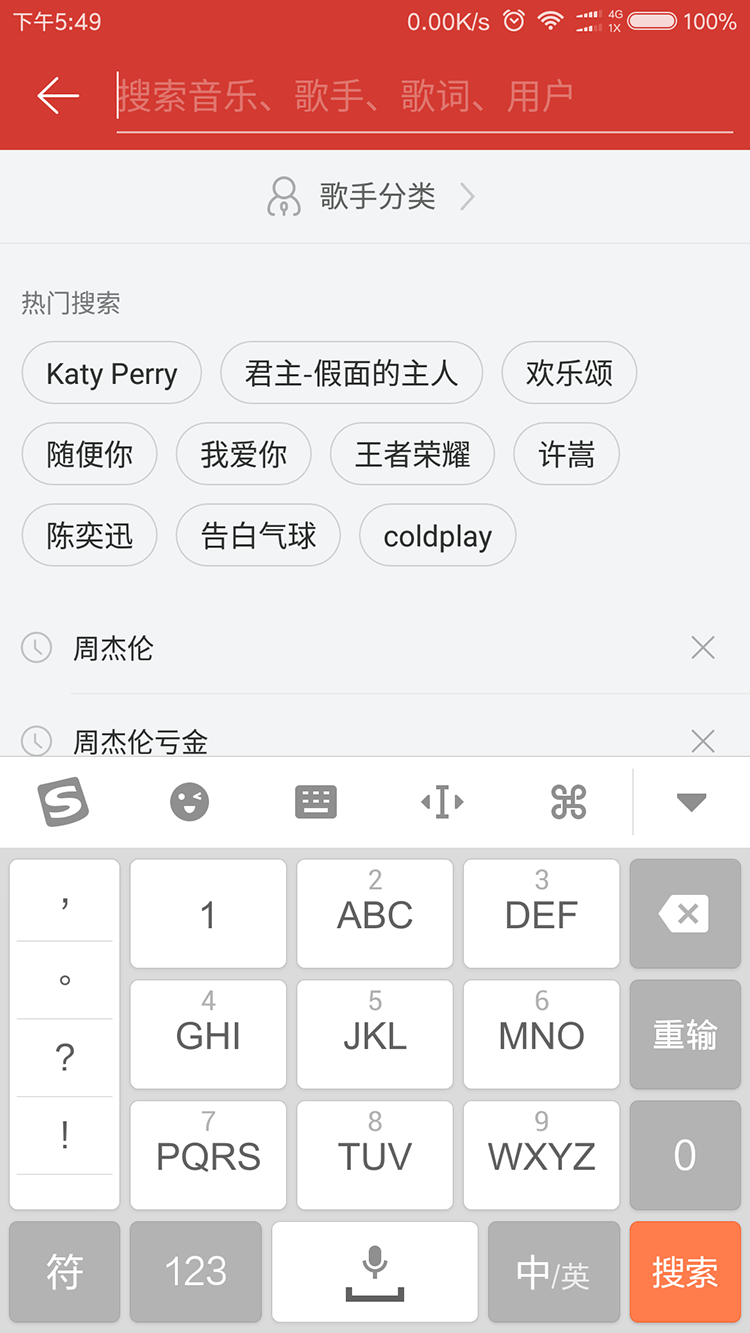 下午5:49 0.00K/s 4G 1X 100%
搜索音乐、歌手、歌词、用户
歌手分类
热门搜索
Katy Perry 君主-假面的主人 欢乐颂
随便你 我爱你 王者荣耀 许嵩
陈奕迅 告白气球 coldplay
周杰伦
周杰伦亏金
S
, 1 2 ABC 3 DEF
。 4 GHI 5 JKL 6 MNO 重输
?
! 7 PQRS 8 TUV 9 WXYZ 0
符 123 中/英 搜索